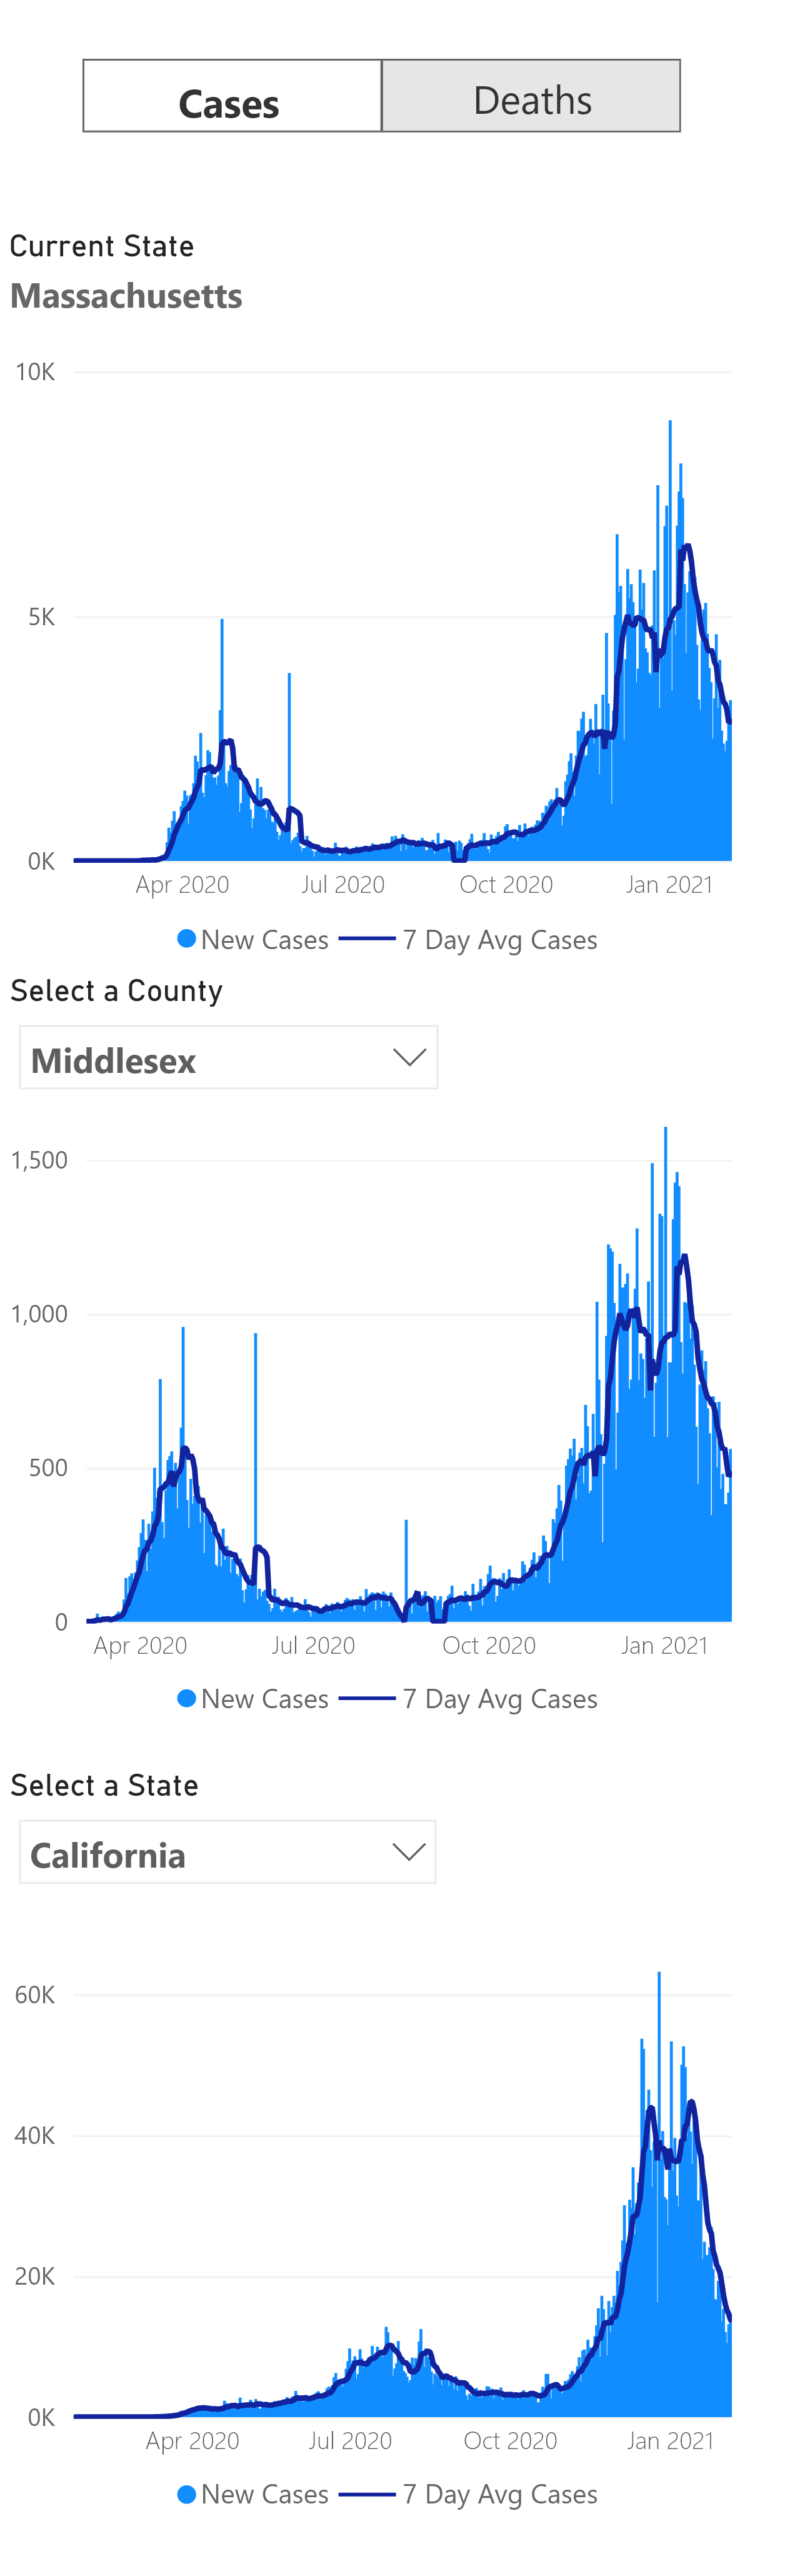 Cases Deaths
Current State
Massachusetts
10K
5K
0K
Apr 2020 Jul 2020 Oct 2020 Jan 2021
New Cases 7 Day Avg Cases
Select a County
Middlesex
1,500
1,000
500
0
Apr 2020 Jul 2020 Oct 2020 Jan 2021
New Cases 7 Day Avg Cases
Select a State
California
60K
40K
20K
0K
Apr 2020 Jul 2020 Oct 2020 Jan 2021
New Cases 7 Day Avg Cases